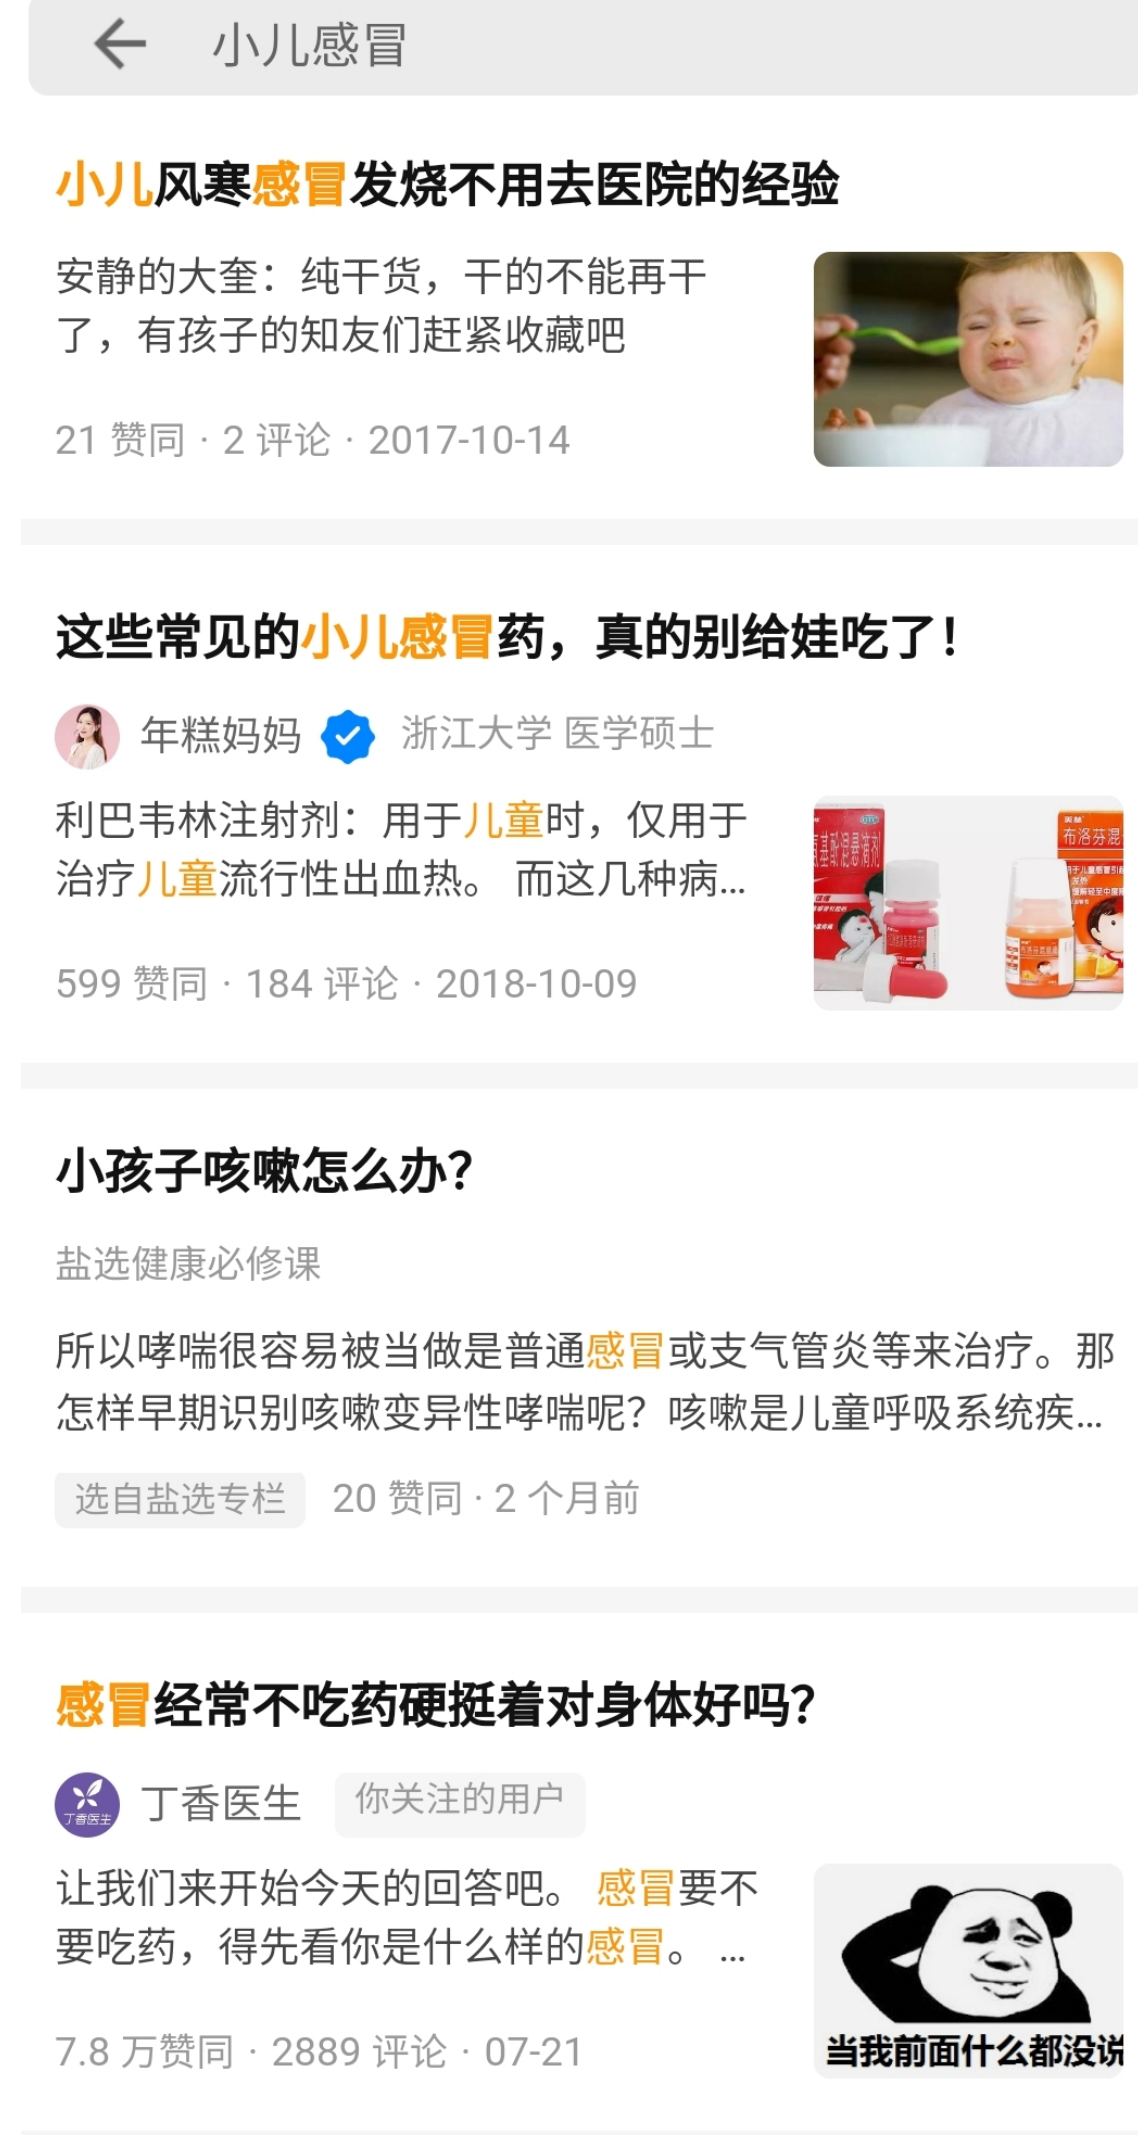 小儿感冒
小儿风寒感冒发烧不用去医院的经验
安静的大奎：纯干货，干的不能再干
了，有孩子的知友们赶紧收藏吧
21 赞同 · 2 评论 · 2017-10-14
这些常见的小儿感冒药，真的别给娃吃了！
年糕妈妈 浙江大学 医学硕士
利巴韦林注射剂：用于儿童时，仅用于
治疗儿童流行性出血热。 而这几种病...
氨基酚混悬滴剂
OTC
美林
布洛芬混
599 赞同 · 184 评论 · 2018-10-09
小孩子咳嗽怎么办？
盐选健康必修课
所以哮喘很容易被当做是普通感冒或支气管炎等来治疗。那
怎样早期识别咳嗽变异性哮喘呢？咳嗽是儿童呼吸系统疾...
选自盐选专栏 20 赞同 · 2 个月前
感冒经常不吃药硬挺着对身体好吗？
丁香医生
丁香医生 你关注的用户
让我们来开始今天的回答吧。 感冒要不
要吃药，得先看你是什么样的感冒。 ...
当我前面什么都没说
7.8 万赞同 · 2889 评论 · 07-21